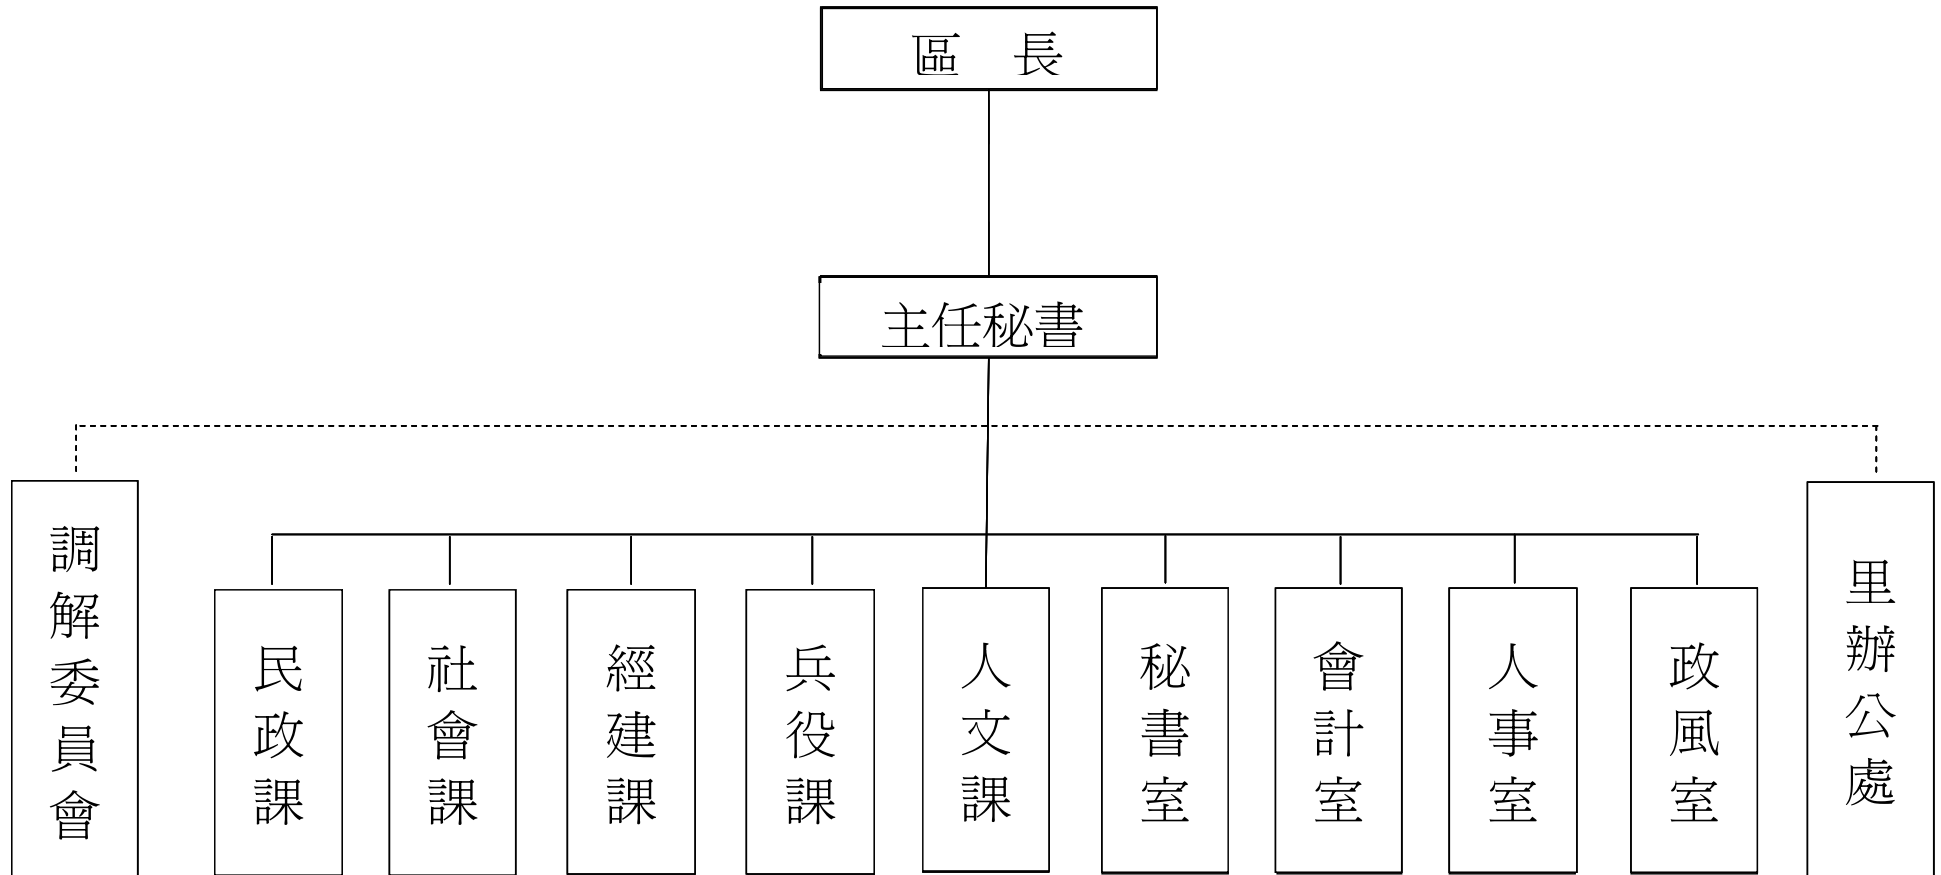 區 長
主任秘書
調解委員會
民政課
社會課
經建課
兵役課
人文課
秘書室
會計室
人事室
政風室
里辦公處